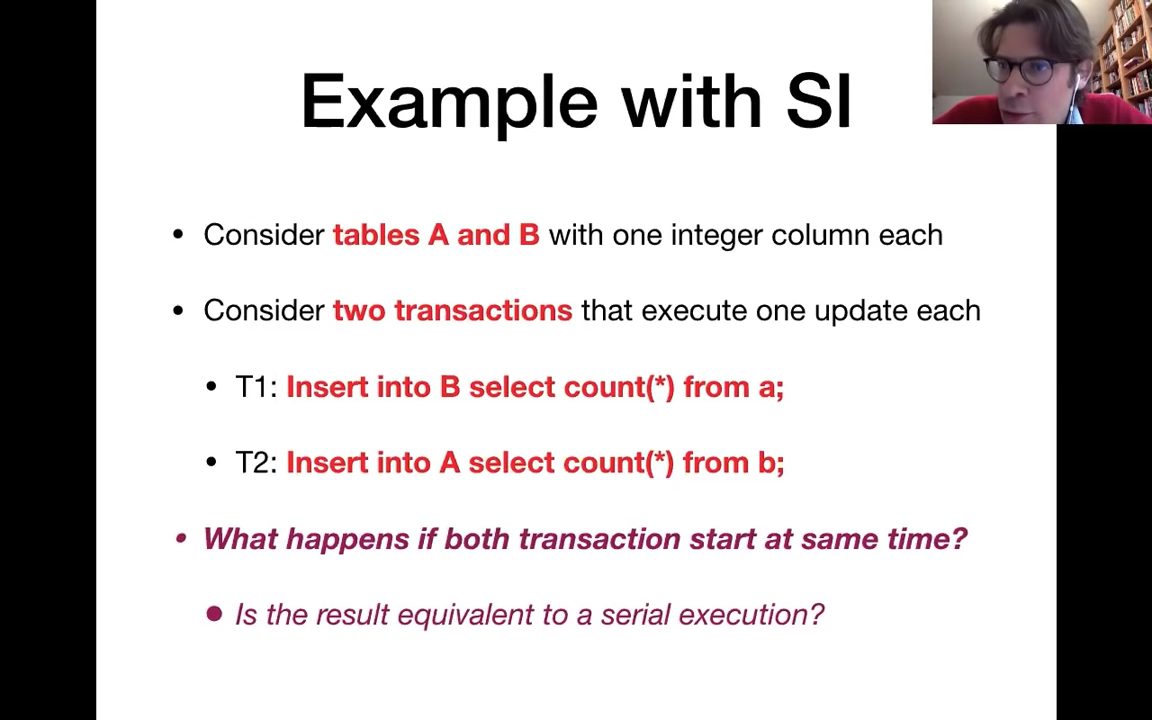 Example with SI
• Consider tables A and B with one integer column each
• Consider two transactions that execute one update each
• T1: Insert into B select count(*) from a;
• T2: Insert into A select count(*) from b;
• What happens if both transaction start at same time?
• Is the result equivalent to a serial execution?